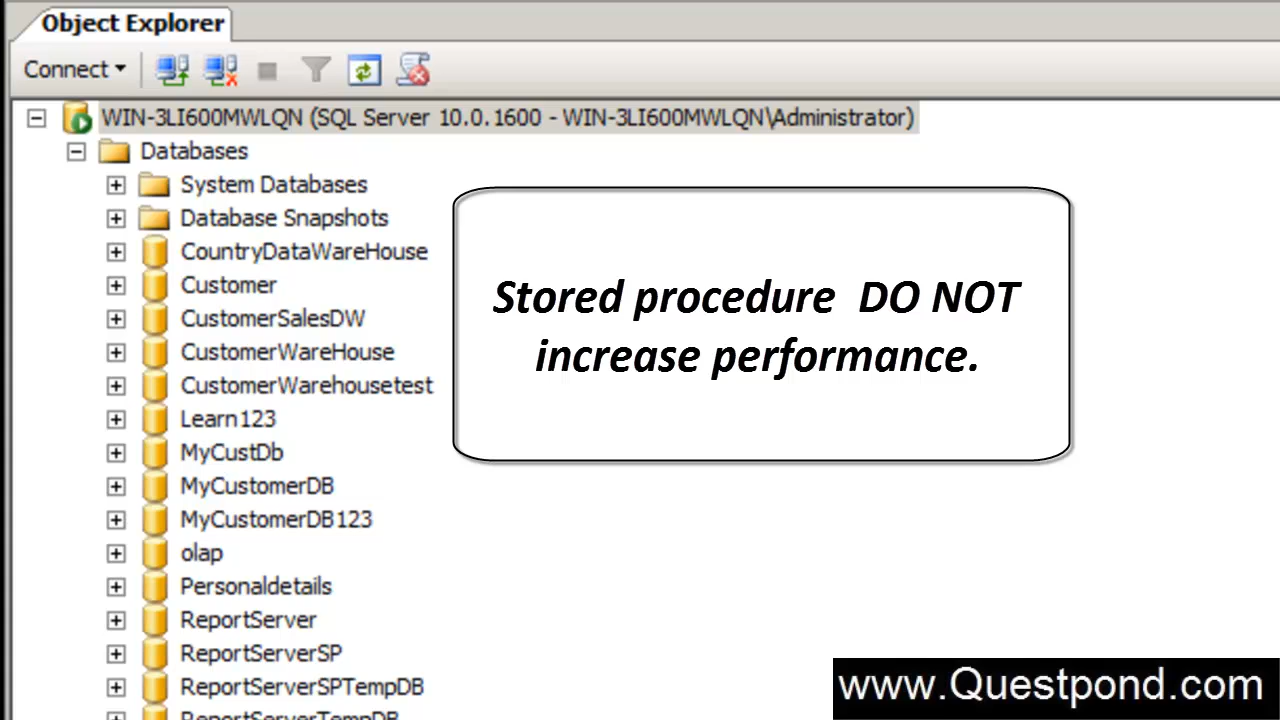 Object Explorer
Connect
WIN-3LI600MWLQN (SQL Server 10.0.1600 - WIN-3LI600MWLQN\Administrator)
Databases
System Databases
Database Snapshots
CountryDataWareHouse
Customer
CustomerSalesDW
CustomerWareHouse
CustomerWarehousetest
Learn123
MyCustDb
MyCustomerDB
MyCustomerDB123
olap
Personaldetails
ReportServer
ReportServerSP
ReportServerSPTempDB
ReportServerTempDB
Stored procedure DO NOT
increase performance.
www.Questpond.com